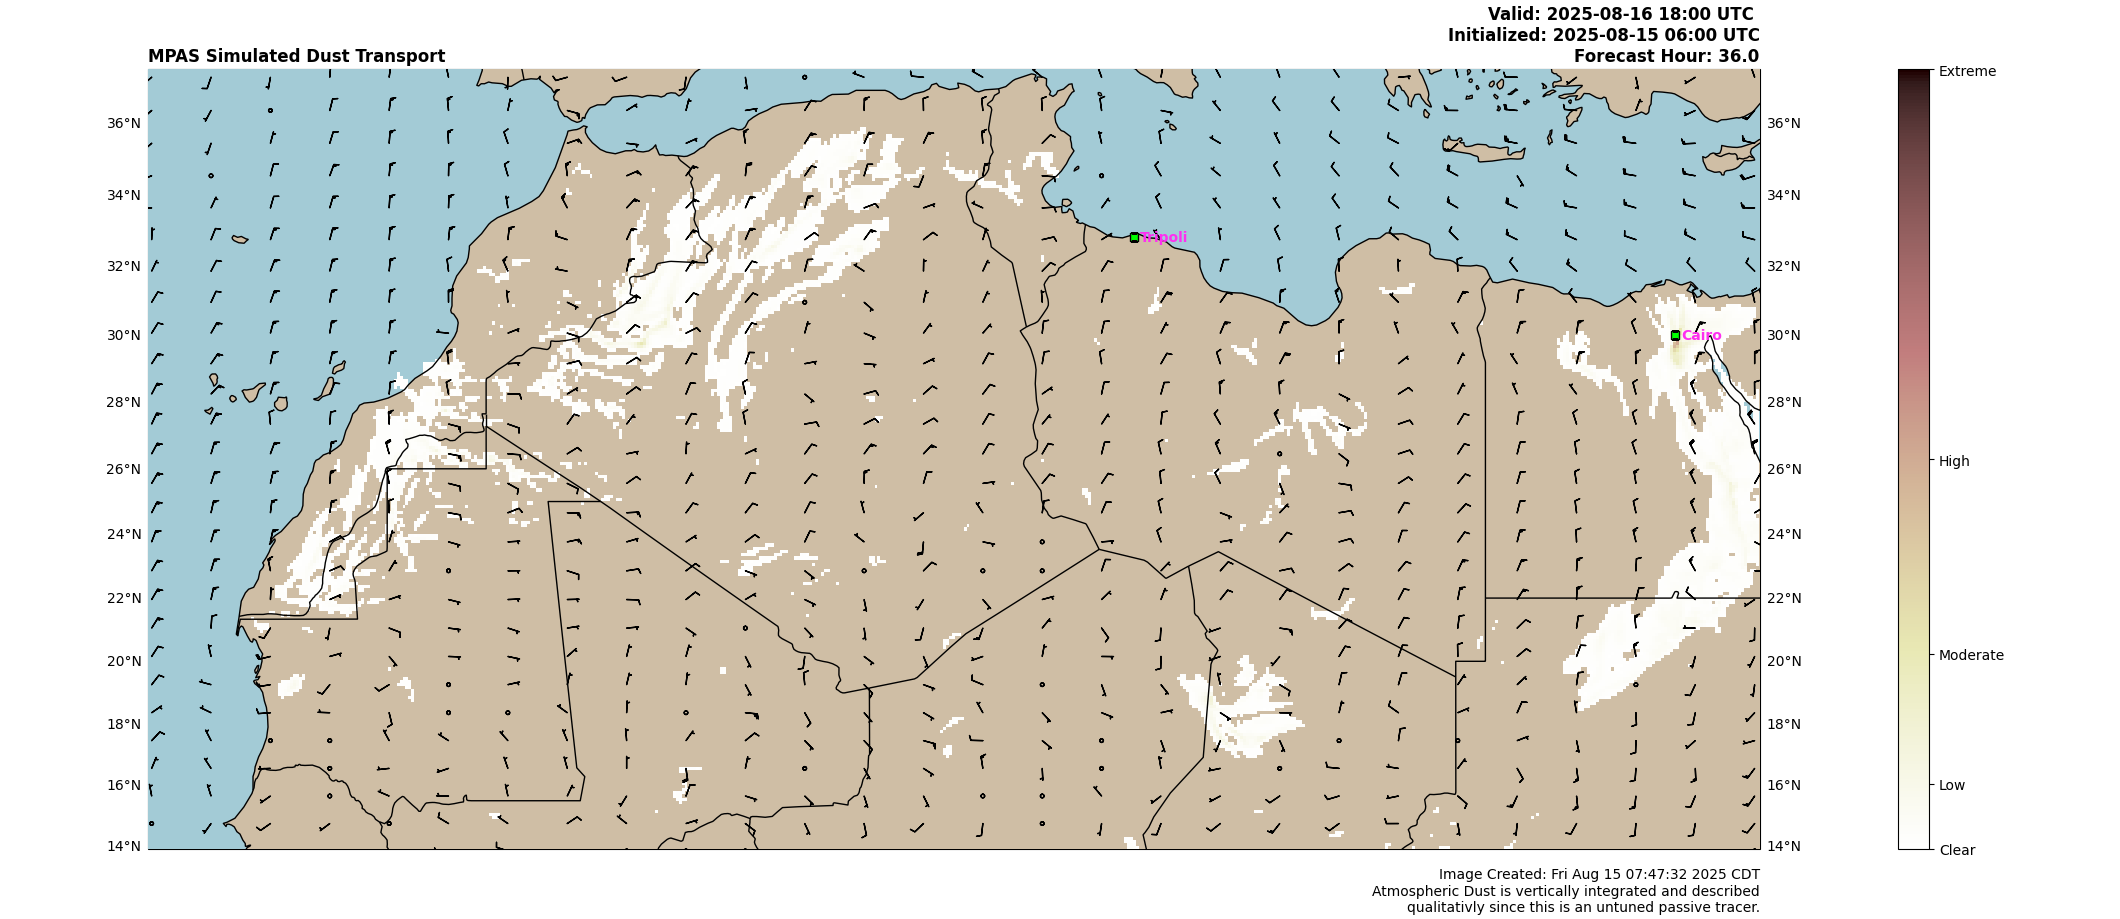 Valid: 2025-08-16 18:00 UTC
Initialized: 2025-08-15 06:00 UTC
MPAS Simulated Dust Transport
Forecast Hour: 36.0
Extreme
36°N
36°N
34°N
34°N
Tripoli
32°N
32°N
30°N
Cairo
30°N
28°N
28°N
High
26°N
26°N
24°N
24°N
22°N
22°N
Moderate
20°N
20°N
18°N
18°N
16°N
16°N
Low
14°N
14°N
Clear
Image Created: Fri Aug 15 07:47:32 2025 CDT
Atmospheric Dust is vertically integrated and described
qualitativly since this is an untuned passive tracer.